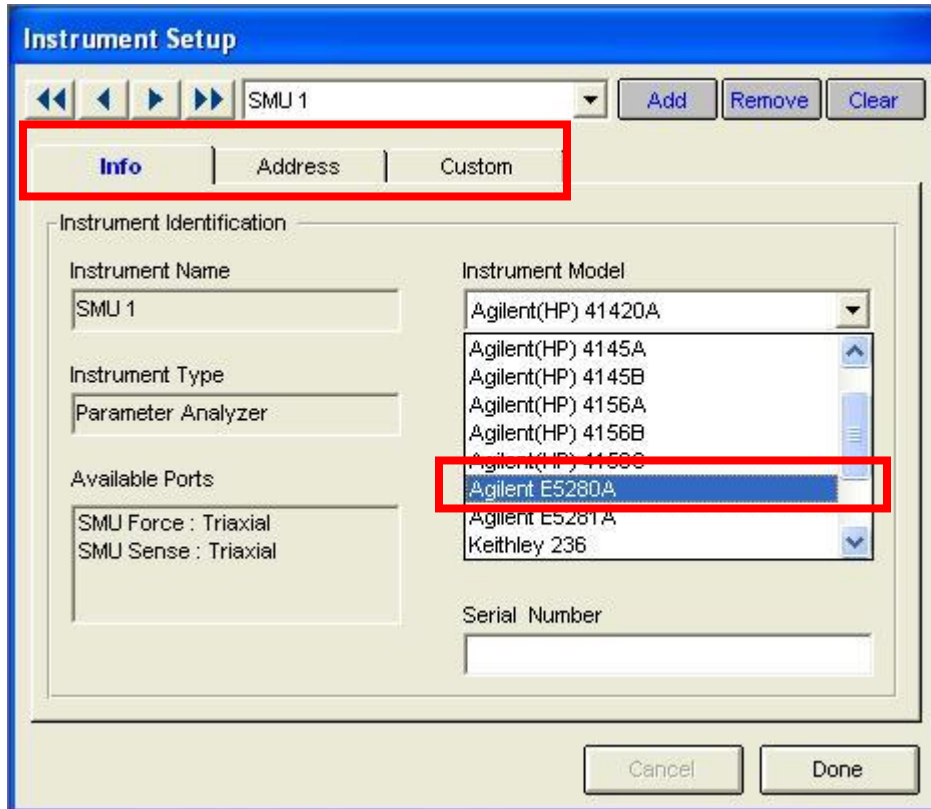 Instrument Setup
SMU 1
Add
Remove
Clear
Info
Address
Custom
Instrument Identification
Instrument Name
SMU 1
Instrument Type
Parameter Analyzer
Available Ports
SMU Force : Triaxial
SMU Sense : Triaxial
Instrument Model
Agilent(HP) 41420A
Agilent(HP) 4145A
Agilent(HP) 4145B
Agilent(HP) 4156A
Agilent(HP) 4156B
Agilent(HP)
Agilent E5280A
Agilent E5281A
Keithley 236
Serial Number
Cancel
Done